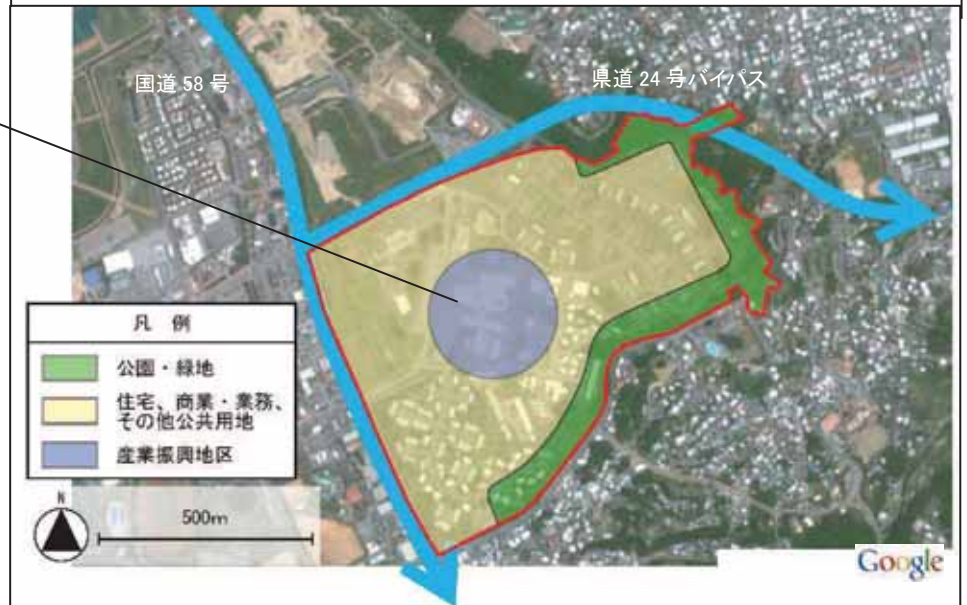 国道 58 号
県道 24 号バイパス
凡 例
公園・緑地
住宅、商業・業務、
その他公共用地
産業振興地区
N
500m
Google